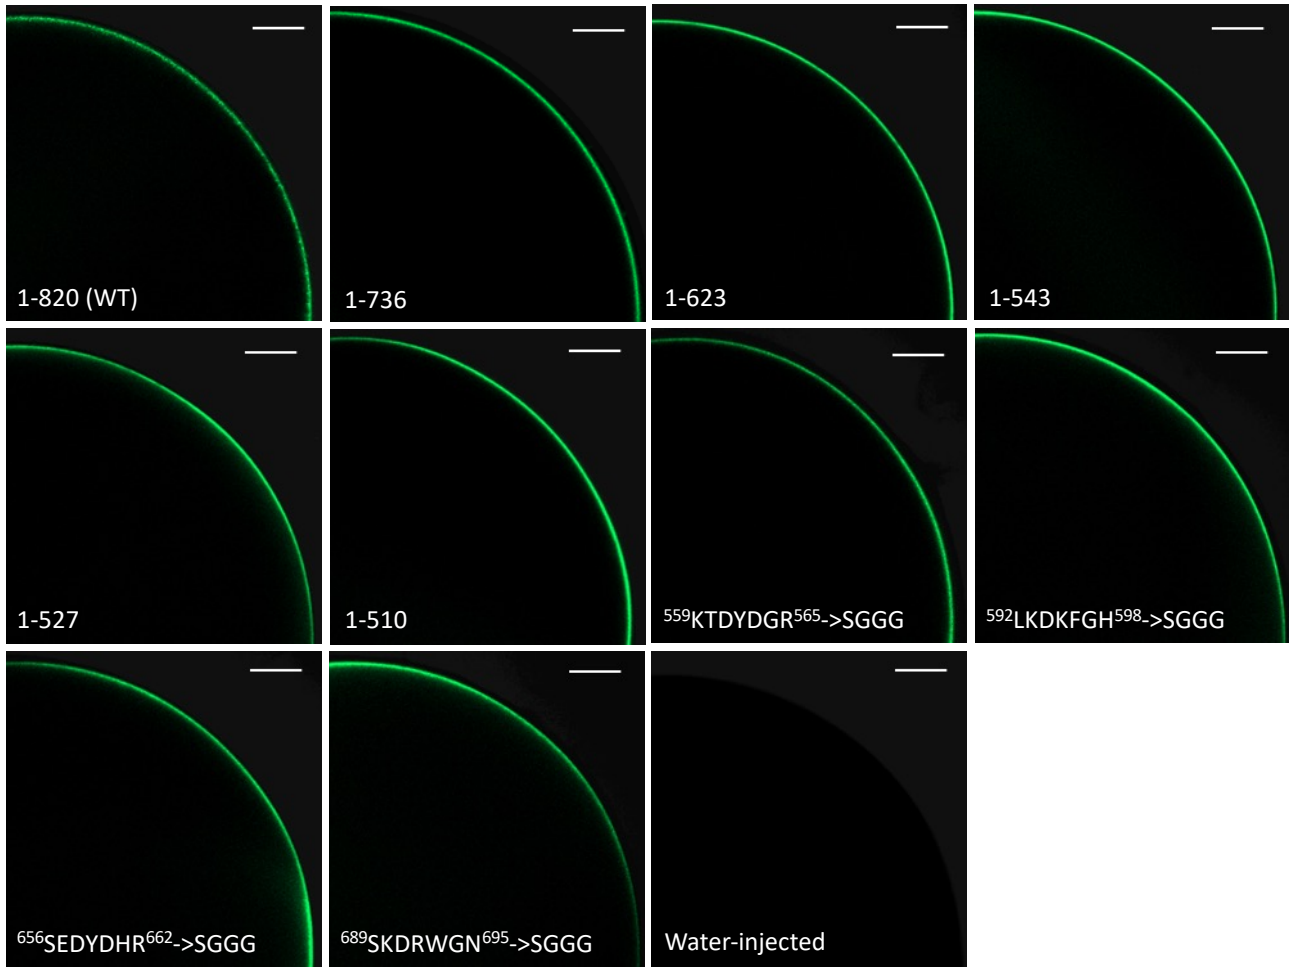 1-820 (WT)
1-736
1-623
1-543
1-527
1-510
⁵⁵⁹KTDYDGR⁵⁶⁵->SGGG
⁵⁹²LKDKFGH⁵⁹⁸->SGGG
⁶⁵⁶SEDYDHR⁶⁶²->SGGG
⁶⁸⁹SKDRWGN⁶⁹⁵->SGGG
Water-injected